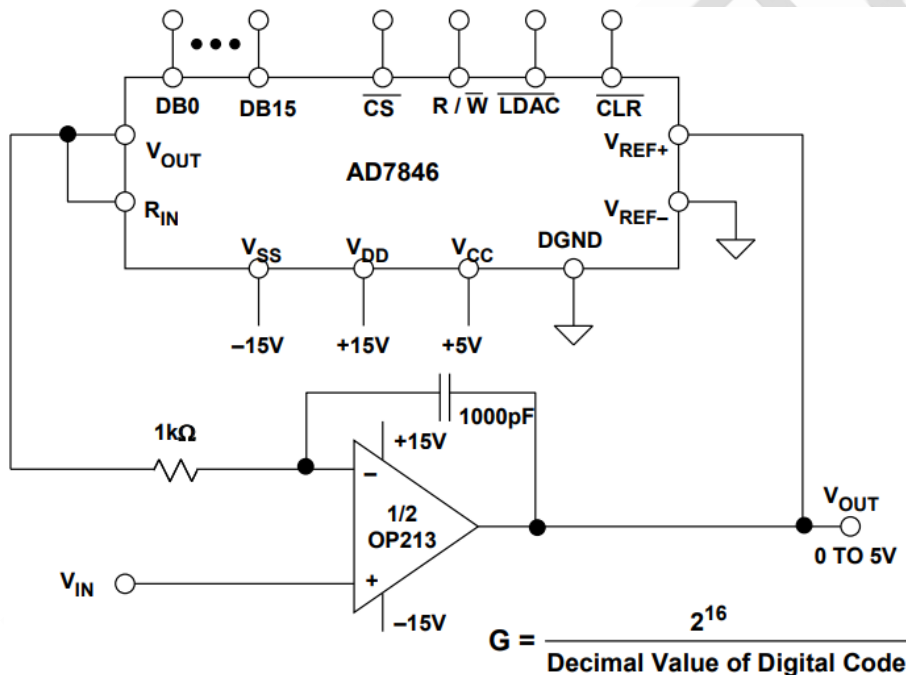 DB0 DB15 CS R / W LDAC CLR
VOUT VREF+
AD7846
RIN VREF–
VSS VDD VCC DGND
–15V +15V +5V
1000pF
1kΩ +15V
–
1/2 VOUT
OP213
0 TO 5V
VIN +
–15V
G = 2^16
Decimal Value of Digital Code